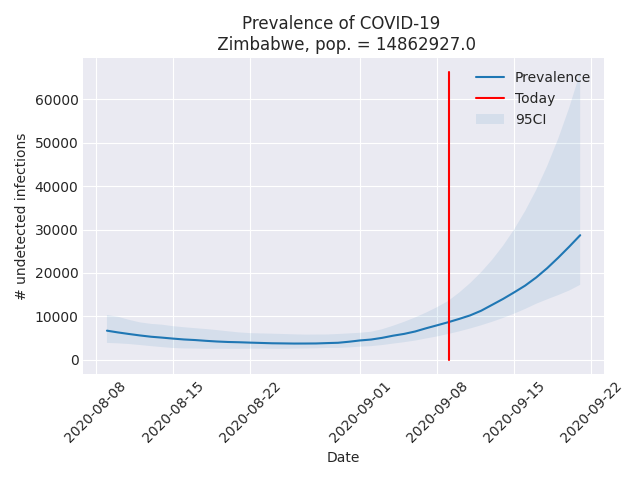 Prevalence of COVID-19
Zimbabwe, pop. = 14862927.0
Prevalence
Today
95CI
# undetected infections
60000
50000
40000
30000
20000
10000
0
2020-08-08
2020-08-15
2020-08-22
2020-09-01
2020-09-08
2020-09-15
2020-09-22
Date